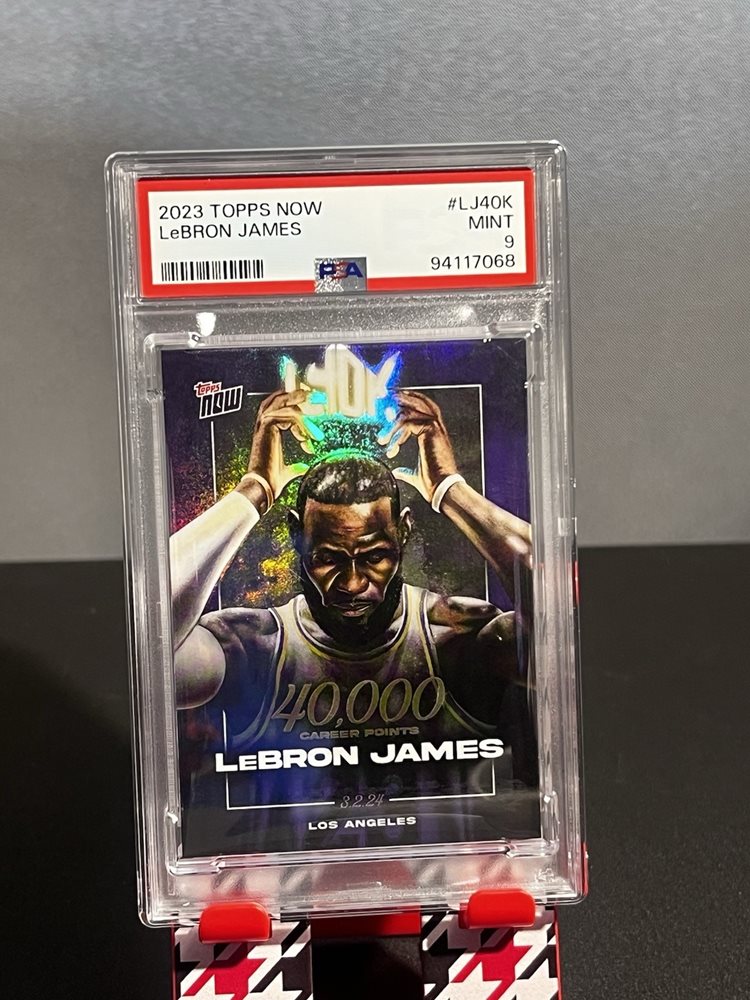 2023 TOPPS NOW #LJ40K
LeBRON JAMES MINT
9
94117068
PSA
TOPPS
NOW
40K
40,000
CAREER POINTS
LeBRON JAMES
3.2.24
LOS ANGELES